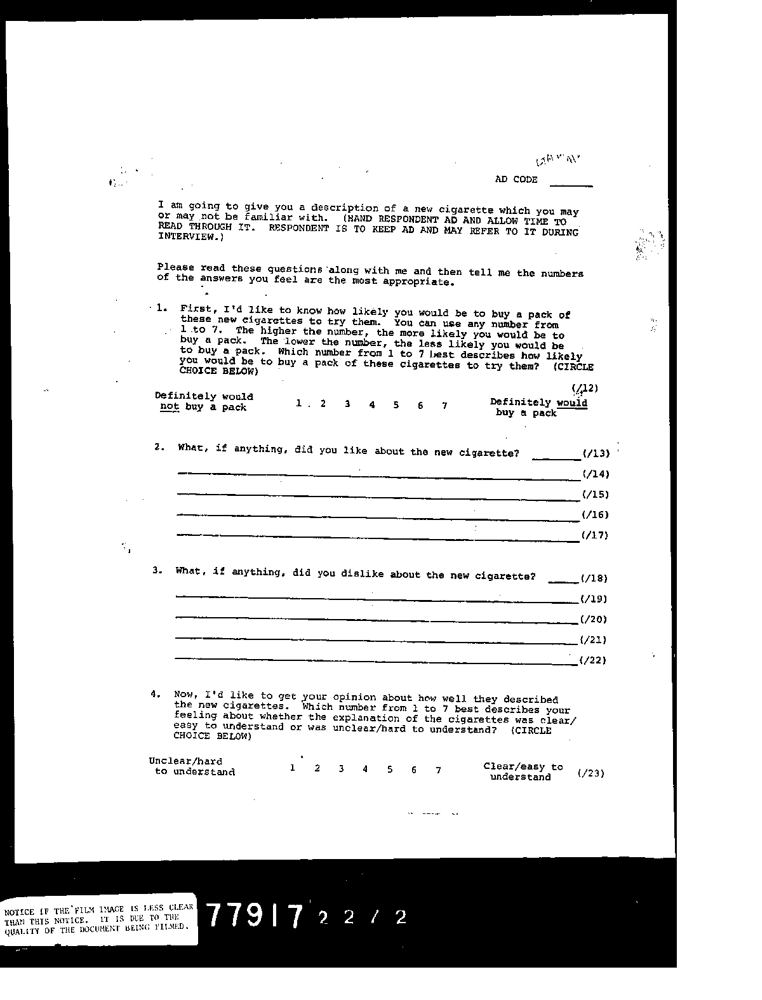 AD CODE ______
I am going to give you a description of a new cigarette which you may
or may not be familiar with. (HAND RESPONDENT AD AND ALLOW TIME TO
READ THROUGH IT. RESPONDENT IS TO KEEP AD AND MAY REFER TO IT DURING
INTERVIEW.)
Please read these questions along with me and then tell me the numbers
of the answers you feel are the most appropriate.
1. First, I'd like to know how likely you would be to buy a pack of
these new cigarettes to try them. You can use any number from
1 to 7. The higher the number, the more likely you would be to
buy a pack. The lower the number, the less likely you would be
to buy a pack. Which number from 1 to 7 best describes how likely
you would be to buy a pack of these cigarettes to try them? (CIRCLE
CHOICE BELOW)
(/12)
Definitely would 1 2 3 4 5 6 7 Definitely would
not buy a pack buy a pack
2. What, if anything, did you like about the new cigarette? ______(/13)
(/14)
(/15)
(/16)
(/17)
3. What, if anything, did you dislike about the new cigarette? ____(/18)
(/19)
(/20)
(/21)
(/22)
4. Now, I'd like to get your opinion about how well they described
the new cigarettes. Which number from 1 to 7 best describes your
feeling about whether the explanation of the cigarettes was clear/
easy to understand or was unclear/hard to understand? (CIRCLE
CHOICE BELOW)
Unclear/hard 1 2 3 4 5 6 7 Clear/easy to
to understand understand (/23)
NOTICE IF THE FILM IMAGE IS LESS CLEAR
THAN THIS NOTICE. IT IS DUE TO THE
QUALITY OF THE DOCUMENT BEING FILMED.
77917 22/2